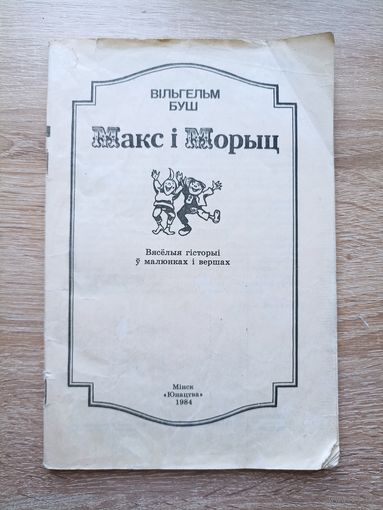 ВІЛЬГЕЛЬМ
БУШ
Макс і Морыц
Вясёлыя гісторыі
ў малюнках і вершах
Мінск
«Юнацтва»
1984